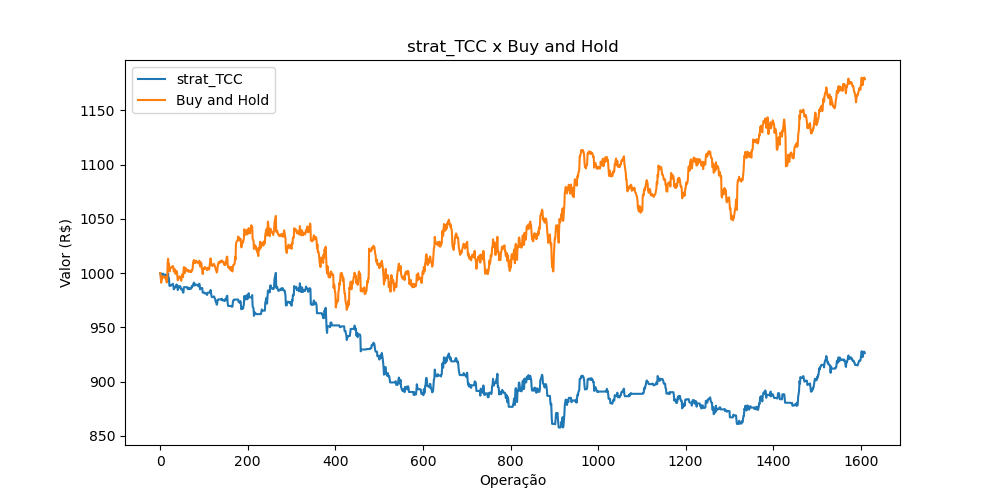 strat_TCC x Buy and Hold
strat_TCC
Buy and Hold
1150
1100
1050
1000
950
900
850
Valor (R$)
0 200 400 600 800 1000 1200 1400 1600
Operação